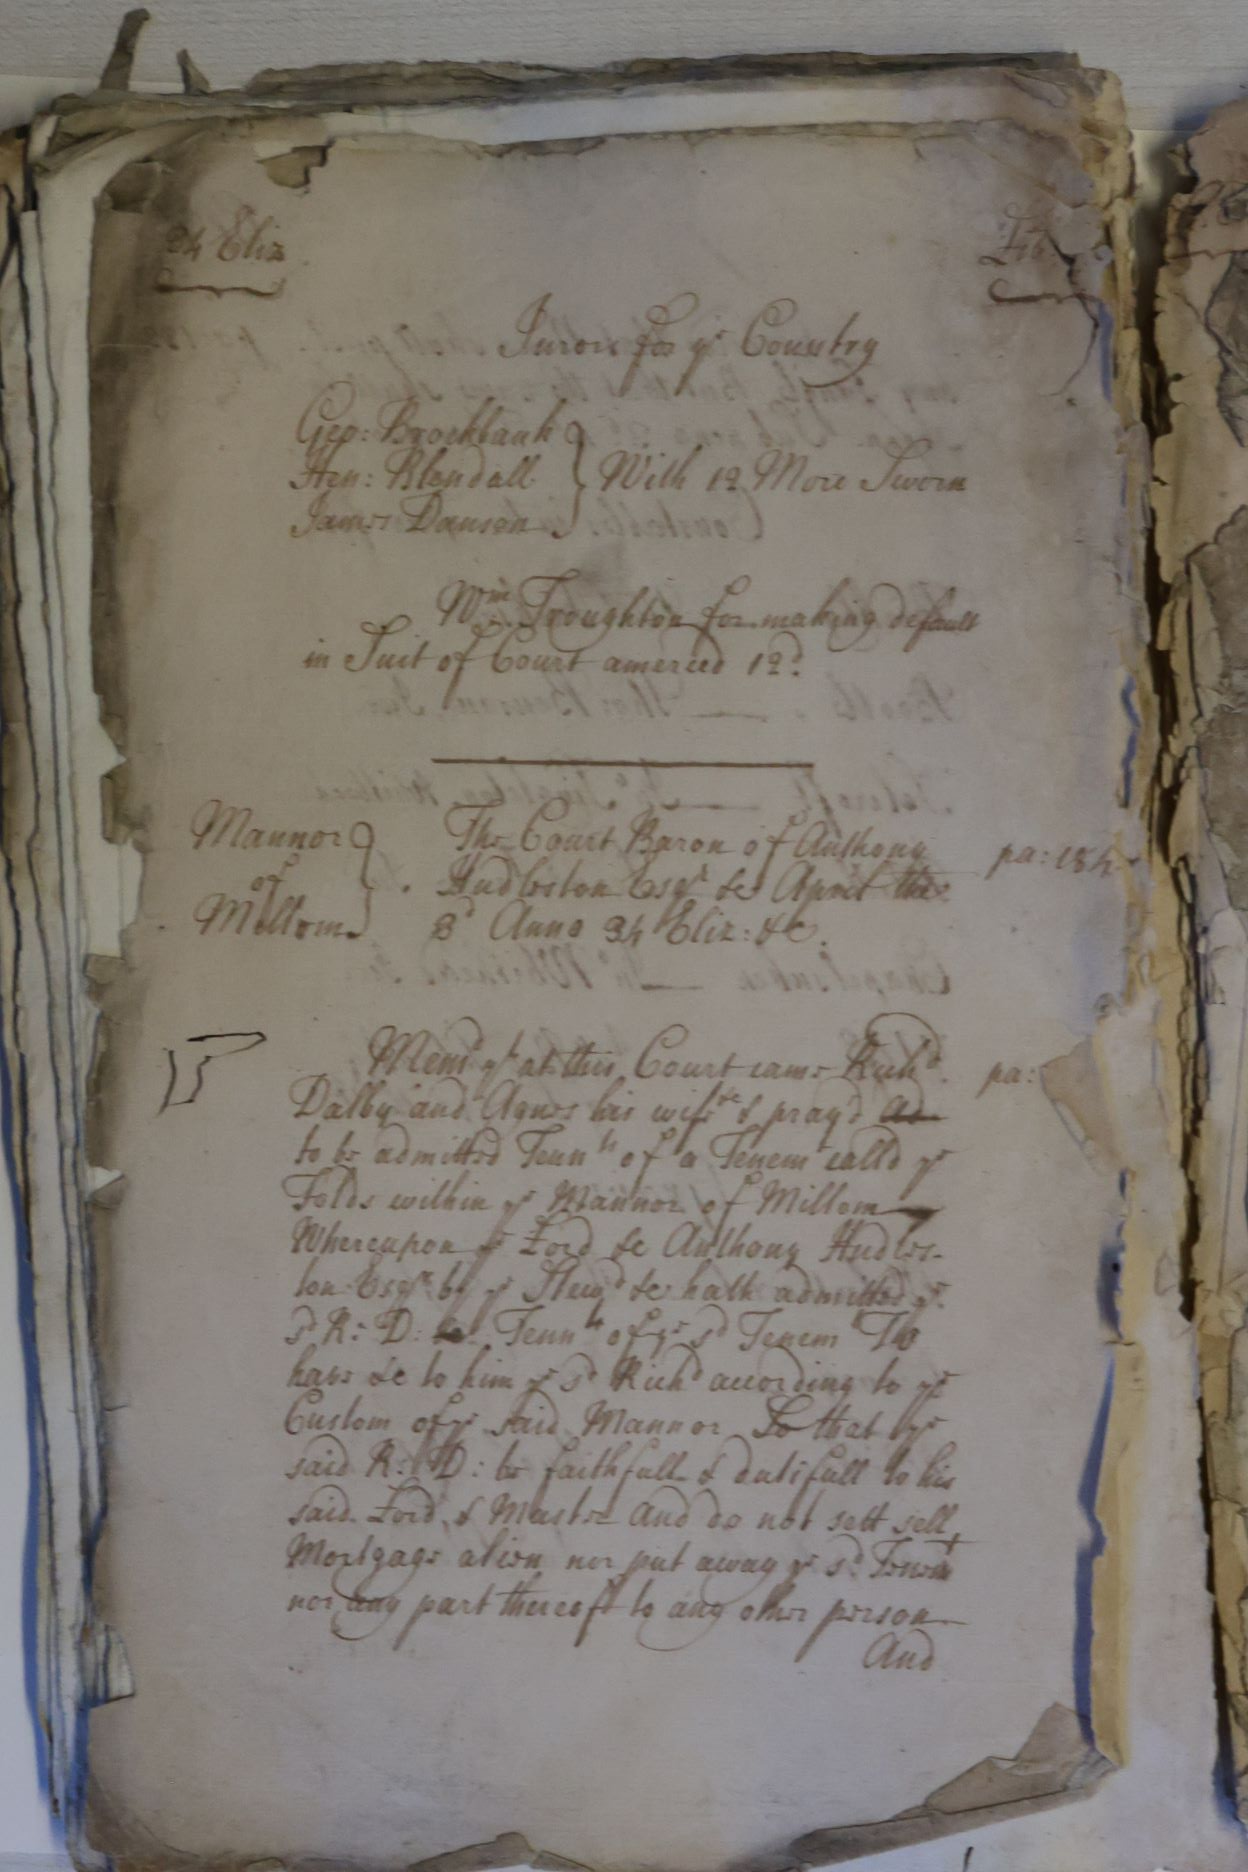 34 Eliz
Lib
Jurors for yͤ Country
Geo: Brockbank
Hen: Blendall } With 12 More Sworn
James Dawson
Wm. Troughton for making default
in Suit of Court amerced 12d.
Mannor of Millom } The Court Baron of Anthony pa: 184
Hudleston Esqr &c April the
3d Anno 34 Eliz: &c.
Memd yt at this Court came Richd. pa:
Dalby and Agnes his wife & pray'd ad
to be admitted Tennts of a Tenemt calld ye
Folds within ye Mannor of Millom
Whereupon ye Lord &c Anthony Hudles-
ton Esqr by ye Stewd &c hath admitted ye
sd R: D: &c Tennts of ye sd Tenemt To
have &c to him ye sd Richd according to ye
Custom of ye said Mannor So that ye
said R: D: be faithfull & dutifull to his
said Lord & Master And do not sett sell
Mortgage alien nor put away ye sd Tenemt
nor any part thereof to any other person
And